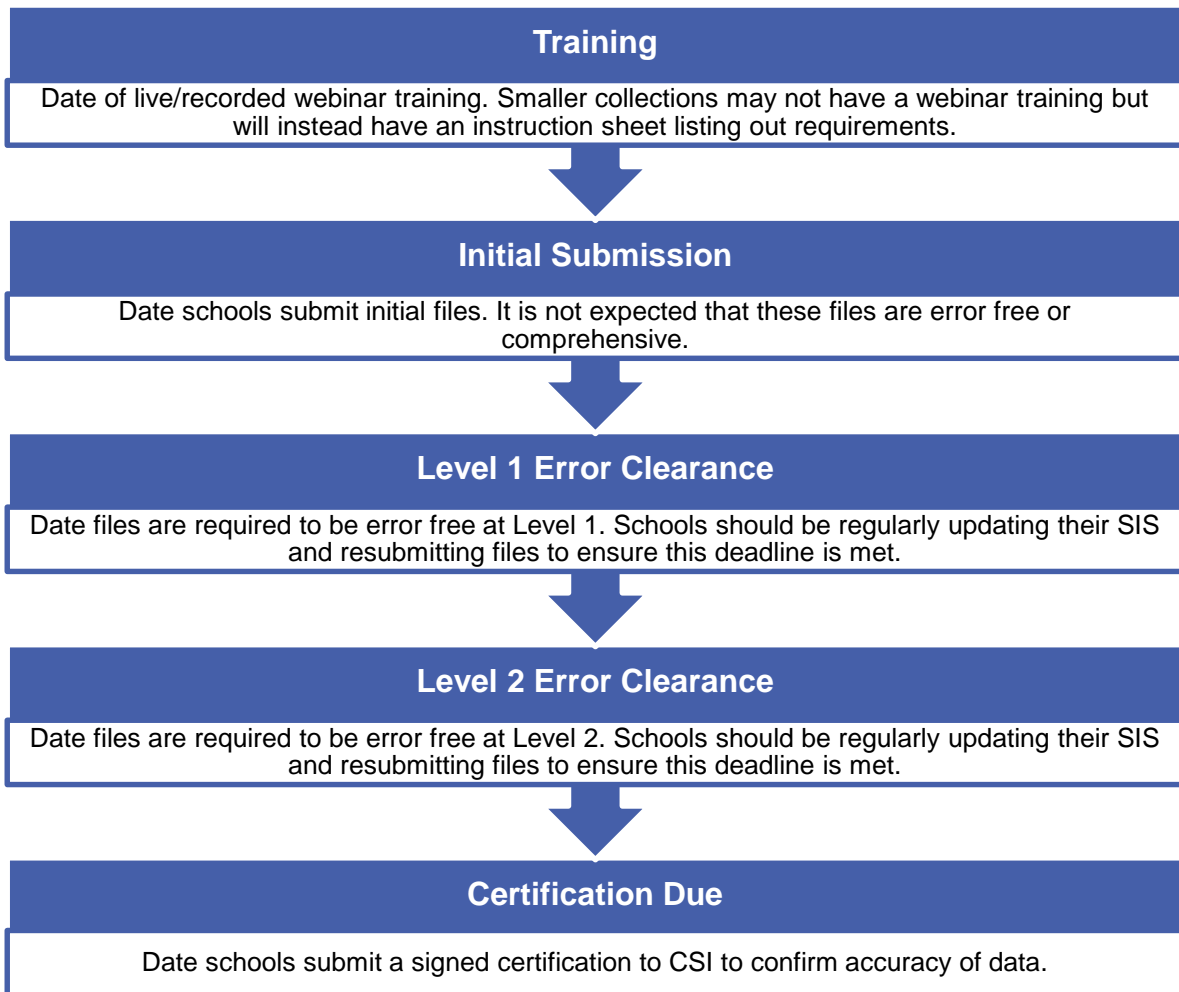 Training
Date of live/recorded webinar training. Smaller collections may not have a webinar training but
will instead have an instruction sheet listing out requirements.
Initial Submission
Date schools submit initial files. It is not expected that these files are error free or
comprehensive.
Level 1 Error Clearance
Date files are required to be error free at Level 1. Schools should be regularly updating their SIS
and resubmitting files to ensure this deadline is met.
Level 2 Error Clearance
Date files are required to be error free at Level 2. Schools should be regularly updating their SIS
and resubmitting files to ensure this deadline is met.
Certification Due
Date schools submit a signed certification to CSI to confirm accuracy of data.